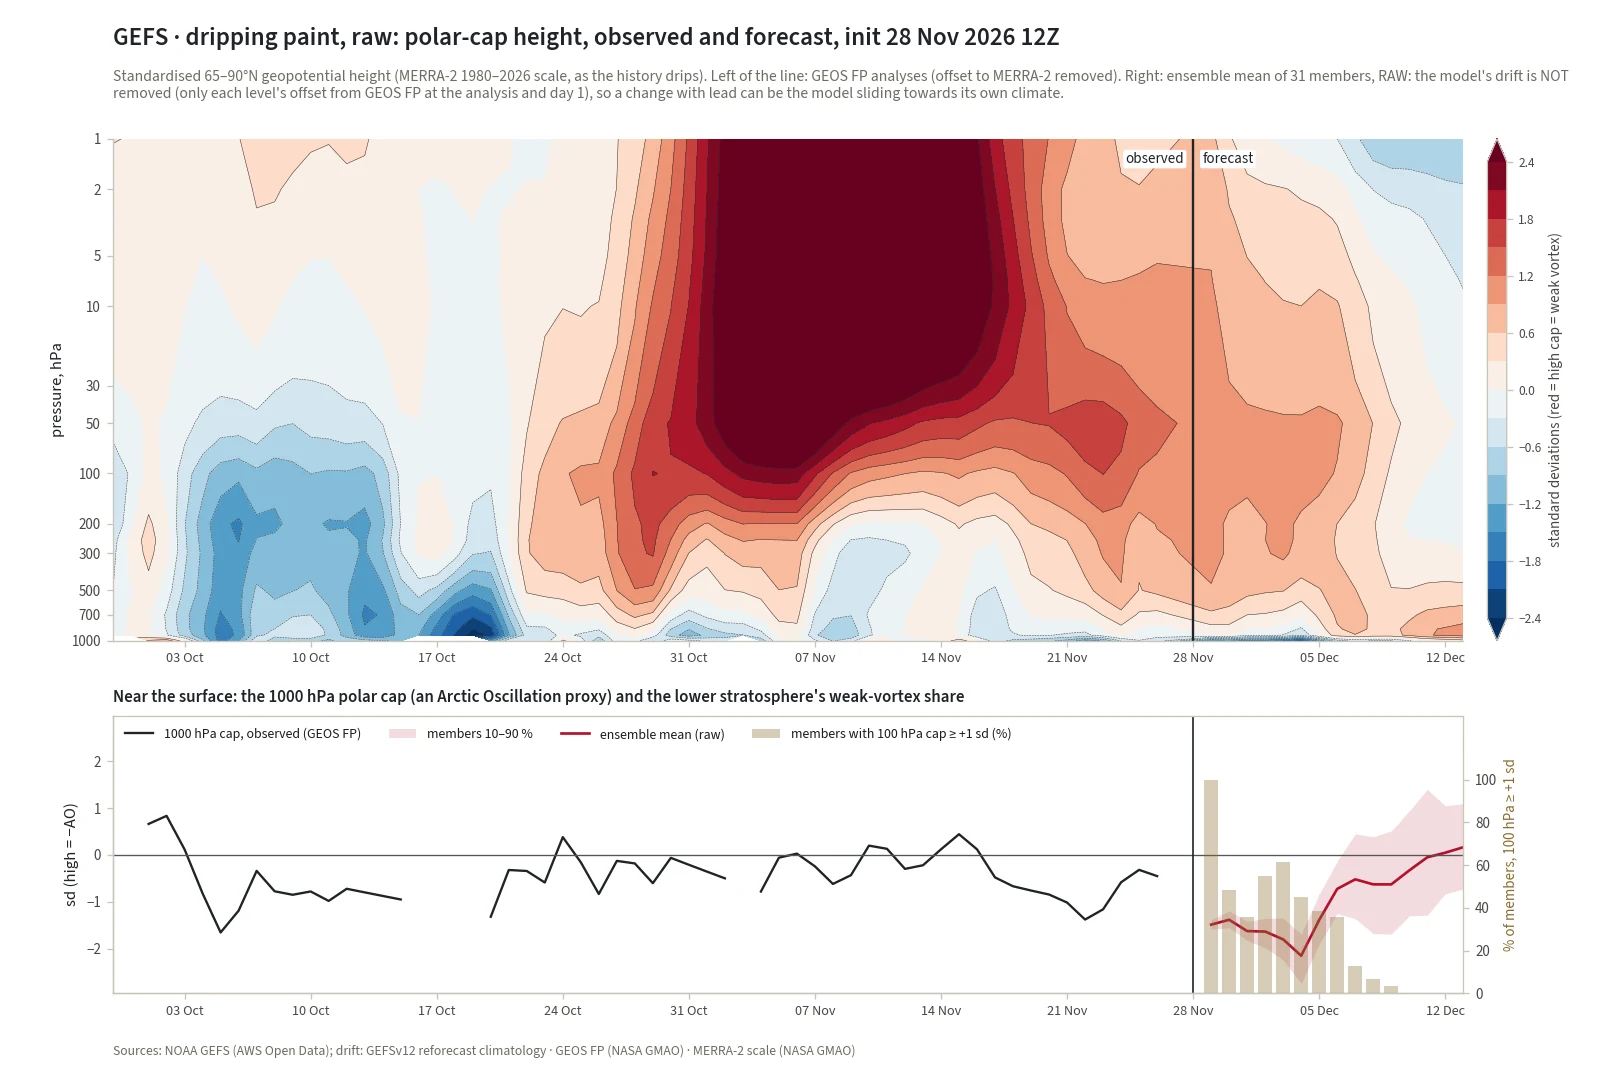 GEFS · dripping paint, raw: polar-cap height, observed and forecast, init 28 Nov 2026 12Z
Standardised 65–90°N geopotential height (MERRA-2 1980–2026 scale, as the history drips). Left of the line: GEOS FP analyses (offset to MERRA-2 removed). Right: ensemble mean of 31 members, RAW: the model's drift is NOT
removed (only each level's offset from GEOS FP at the analysis and day 1), so a change with lead can be the model sliding towards its own climate.
pressure, hPa
1
2
5
10
30
50
100
200
300
500
700
1000
observed
forecast
03 Oct
10 Oct
17 Oct
24 Oct
31 Oct
07 Nov
14 Nov
21 Nov
28 Nov
05 Dec
12 Dec
2.4
1.8
1.2
0.6
0.0
−0.6
−1.2
−1.8
−2.4
standard deviations (red = high cap = weak vortex)
Near the surface: the 1000 hPa polar cap (an Arctic Oscillation proxy) and the lower stratosphere's weak-vortex share
1000 hPa cap, observed (GEOS FP)
members 10–90 %
ensemble mean (raw)
members with 100 hPa cap ≥ +1 sd (%)
sd (high = −AO)
2
1
0
−1
−2
100
80
60
40
20
0
% of members, 100 hPa ≥ +1 sd
03 Oct
10 Oct
17 Oct
24 Oct
31 Oct
07 Nov
14 Nov
21 Nov
28 Nov
05 Dec
12 Dec
Sources: NOAA GEFS (AWS Open Data); drift: GEFSv12 reforecast climatology · GEOS FP (NASA GMAO) · MERRA-2 scale (NASA GMAO)